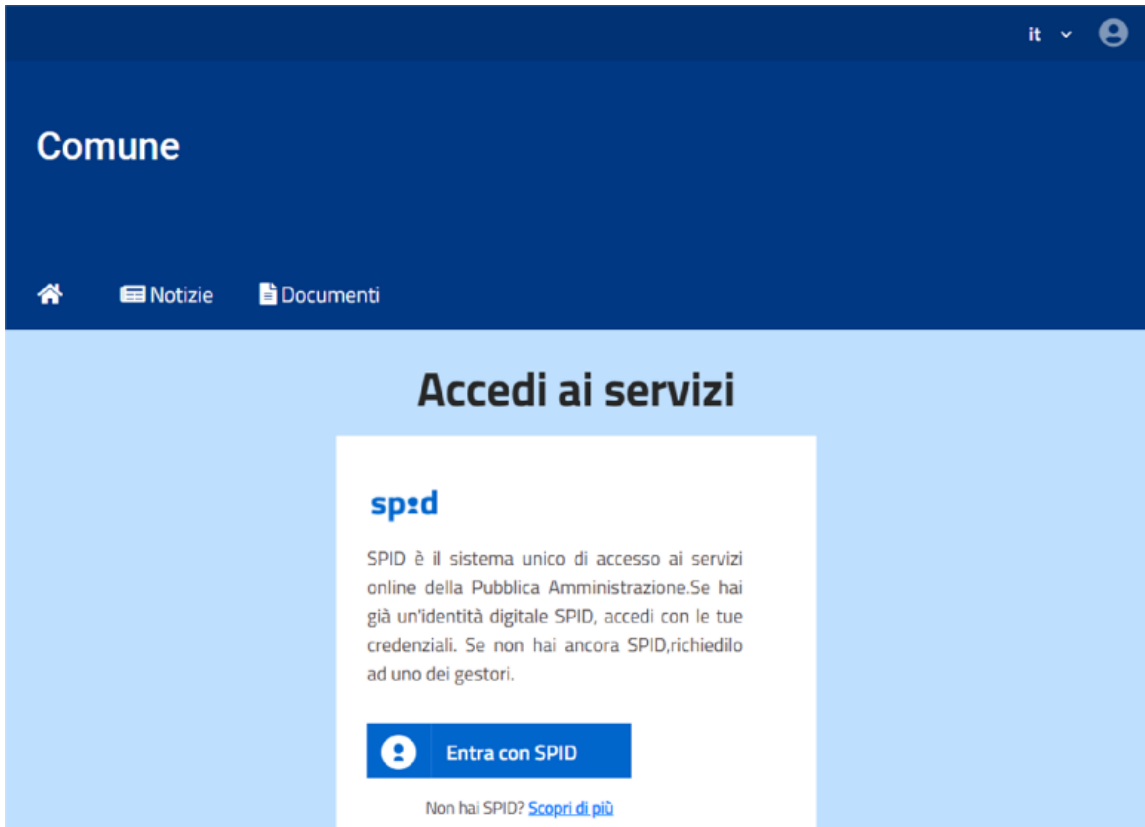 it
Comune
Notizie Documenti
Accedi ai servizi
spid
SPID è il sistema unico di accesso ai servizi
online della Pubblica Amministrazione.Se hai
già un'identità digitale SPID, accedi con le tue
credenziali. Se non hai ancora SPID,richiedilo
ad uno dei gestori.
Entra con SPID
Non hai SPID? Scopri di più